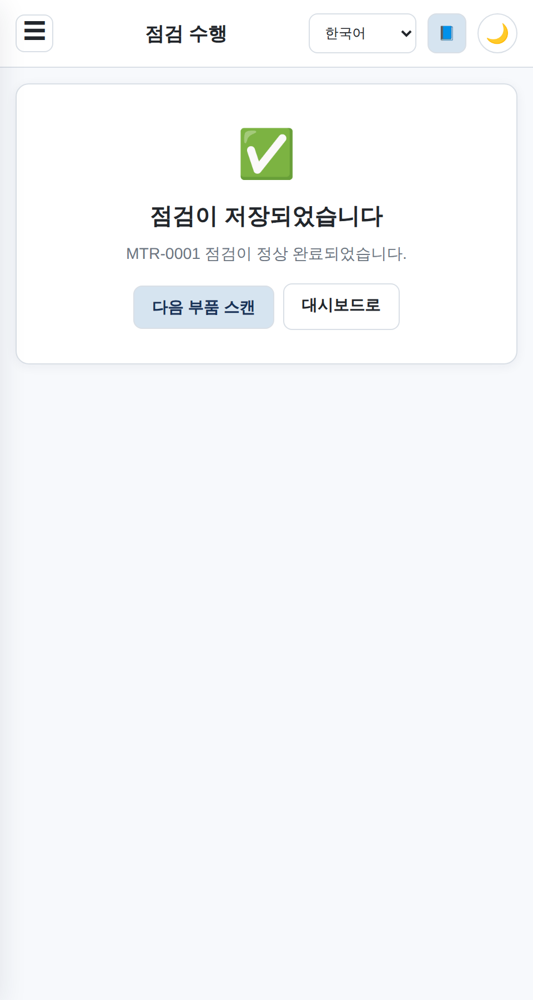 점검 수행
한국어
점검이 저장되었습니다
MTR-0001 점검이 정상 완료되었습니다.
다음 부품 스캔
대시보드로